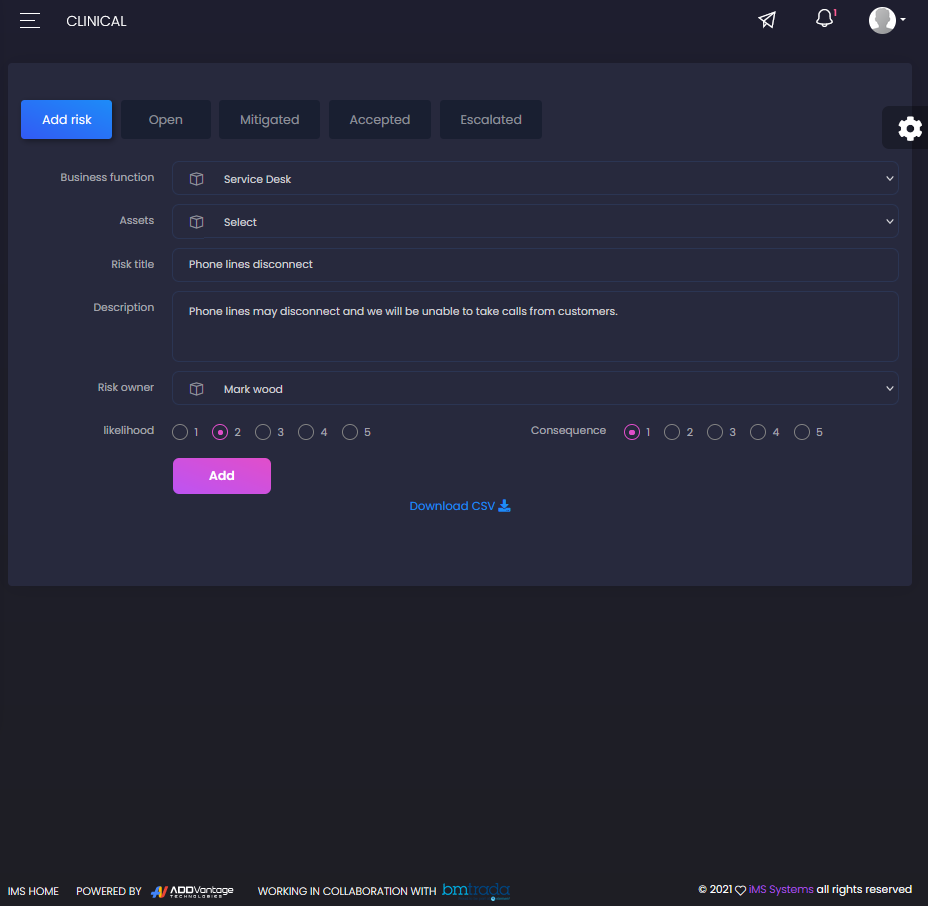 CLINICAL
1
Add risk Open Mitigated Accepted Escalated
Business function Service Desk
Assets Select
Risk title Phone lines disconnect
Description Phone lines may disconnect and we will be unable to take calls from customers.
Risk owner Mark wood
likelihood 1 2 3 4 5 Consequence 1 2 3 4 5
Add
Download CSV
IMS HOME POWERED BY ADDVantage TECHNOLOGIES WORKING IN COLLABORATION WITH bmtrada © 2021 iMS Systems all rights reserved